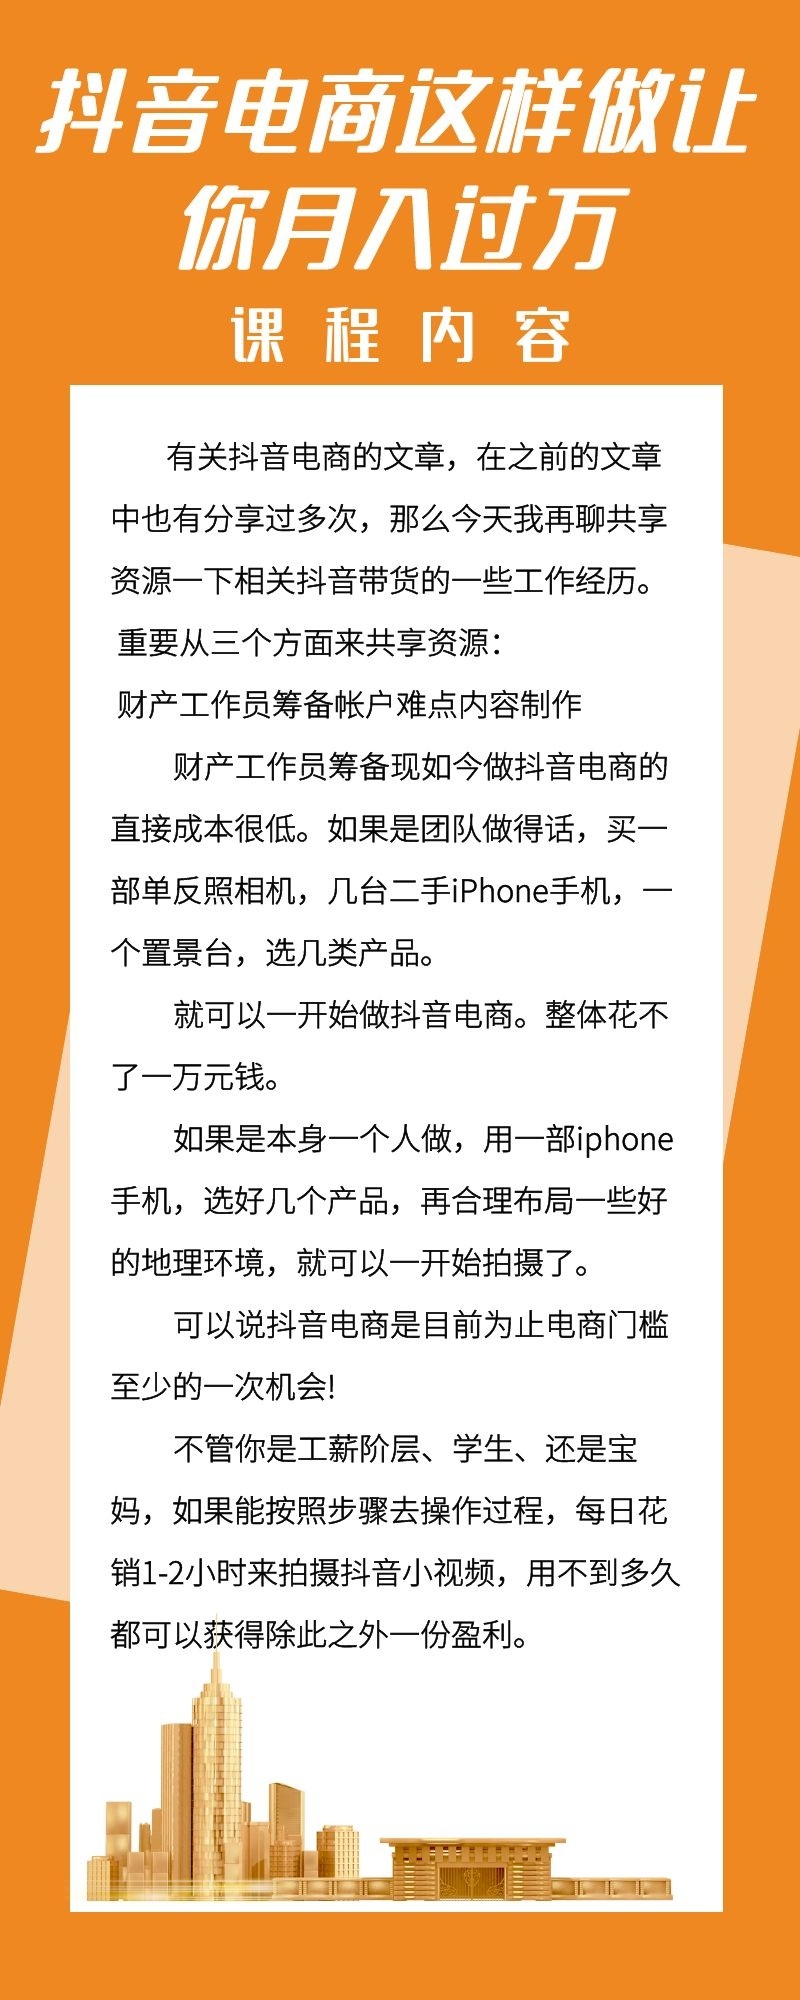 抖音电商这样做让
你月入过万
课程内容
有关抖音电商的文章，在之前的文章
中也有分享过多次，那么今天我再聊共享
资源一下相关抖音带货的一些工作经历。
重要从三个方面来共享资源：
财产工作员筹备帐户难点内容制作
财产工作员筹备现如今做抖音电商的
直接成本很低。如果是团队做得话，买一
部单反照相机，几台二手iPhone手机，一
个置景台，选几类产品。
就可以一开始做抖音电商。整体花不
了一万元钱。
如果是本身一个人做，用一部iphone
手机，选好几个产品，再合理布局一些好
的地理环境，就可以一开始拍摄了。
可以说抖音电商是目前为止电商门槛
至少的一次机会!
不管你是工薪阶层、学生、还是宝
妈，如果能按照步骤去操作过程，每日花
销1-2小时来拍摄抖音小视频，用不到多久
都可以获得除此之外一份盈利。